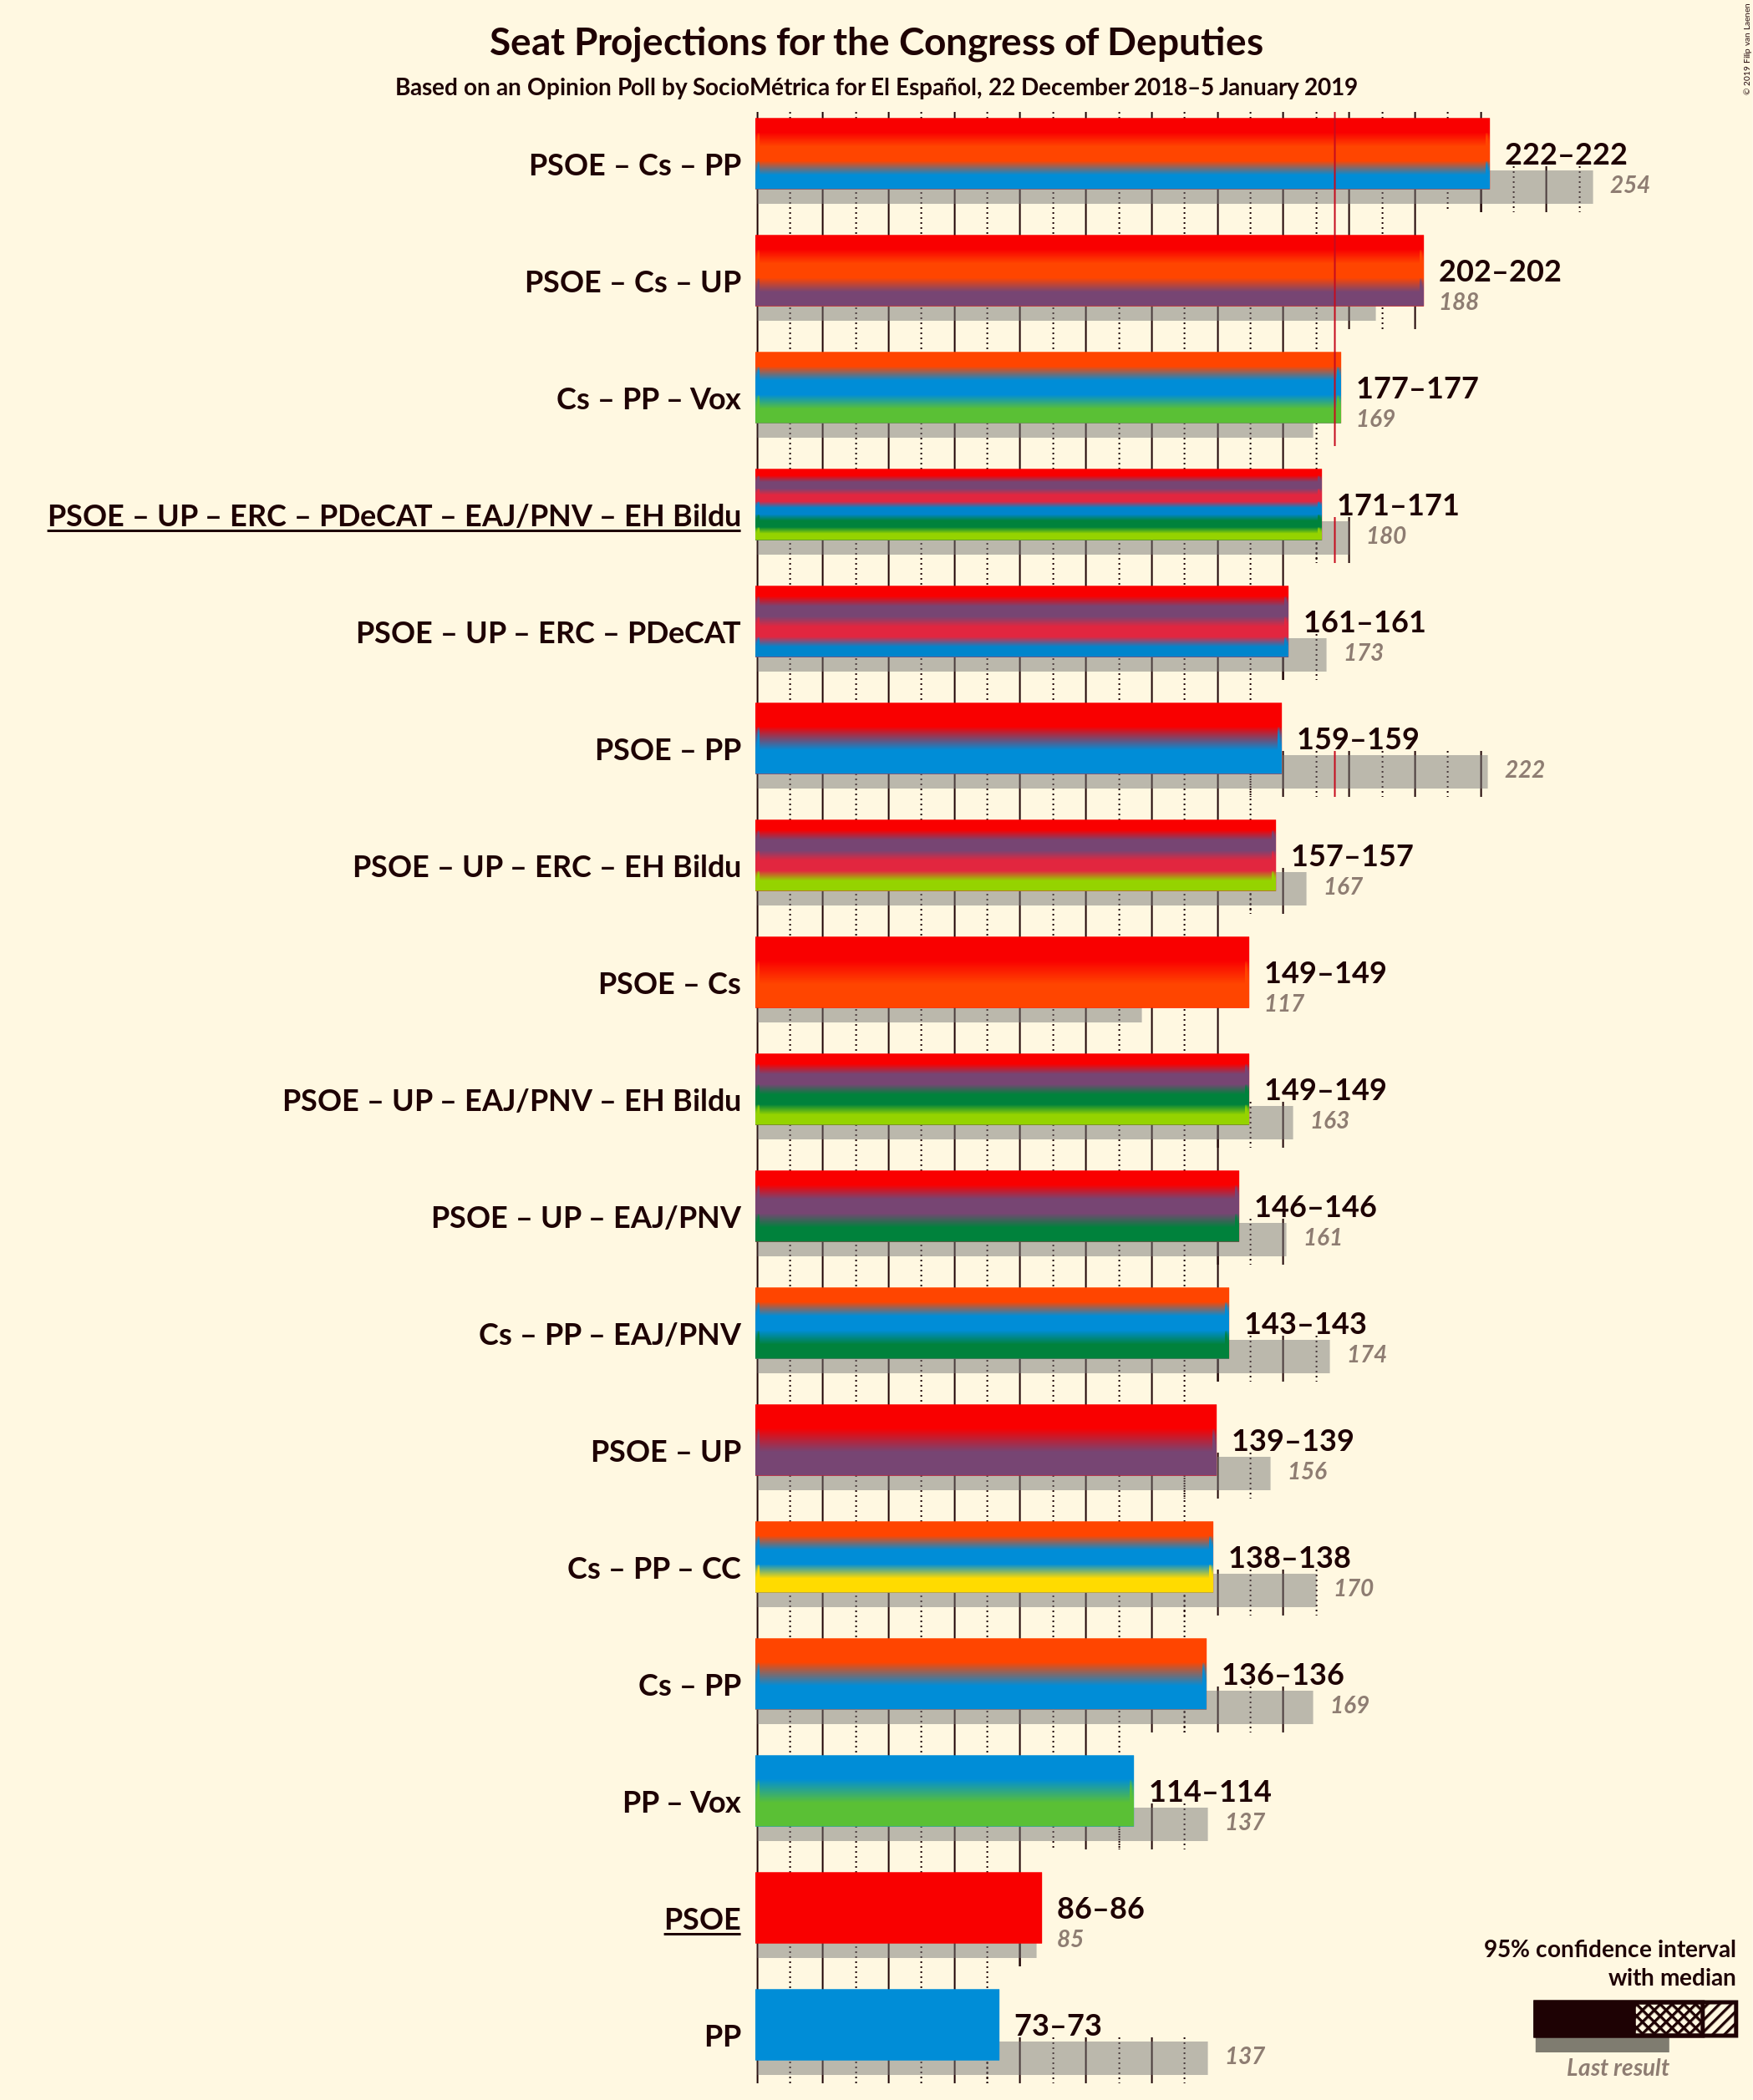 Seat Projections for the Congress of Deputies
Based on an Opinion Poll by SocioMétrica for El Español, 22 December 2018–5 January 2019
© 2019 Filip van Laenen
PSOE – Cs – PP
222–222
254
PSOE – Cs – UP
202–202
188
Cs – PP – Vox
177–177
169
PSOE – UP – ERC – PDeCAT – EAJ/PNV – EH Bildu
171–171
180
PSOE – UP – ERC – PDeCAT
161–161
173
PSOE – PP
159–159
222
PSOE – UP – ERC – EH Bildu
157–157
167
PSOE – Cs
149–149
117
PSOE – UP – EAJ/PNV – EH Bildu
149–149
163
PSOE – UP – EAJ/PNV
146–146
161
Cs – PP – EAJ/PNV
143–143
174
PSOE – UP
139–139
156
Cs – PP – CC
138–138
170
Cs – PP
136–136
169
PP – Vox
114–114
137
PSOE
86–86
85
PP
73–73
137
95% confidence interval
with median
Last result